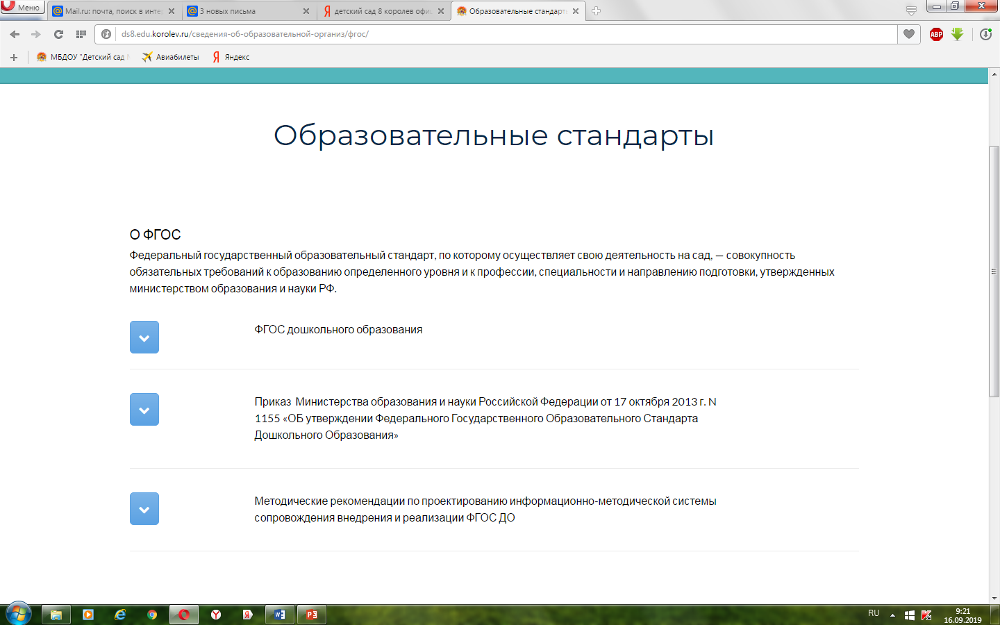 Меню
Mail.ru: почта, поиск в инте
3 новых письма
детский сад 8 королев офи
Образовательные стандарт
ds8.edu.korolev.ru/сведения-об-образовательной-организ/фгос/
ABP
МБДОУ "Детский сад
Авиабилеты
Яндекс
Образовательные стандарты
О ФГОС
Федеральный государственный образовательный стандарт, по которому осуществляет свою деятельность на сад, — совокупность
обязательных требований к образованию определенного уровня и к профессии, специальности и направлению подготовки, утвержденных
министерством образования и науки РФ.
ФГОС дошкольного образования
Приказ  Министерства образования и науки Российской Федерации от 17 октября 2013 г. N
1155 «ОБ утверждении Федерального Государственного Образовательного Стандарта
Дошкольного Образования»
Методические рекомендации по проектированию информационно-методической системы
сопровождения внедрения и реализации ФГОС ДО
RU
9:21
16.09.2019